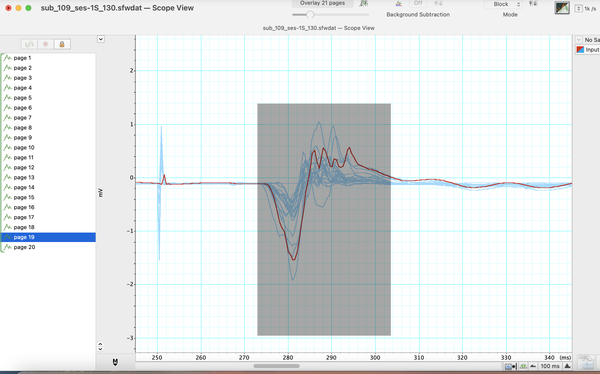 sub_109_ses-1S_130.sfwdat — Scope View
Overlay 21 pages
Off
Background Subtraction
Block
Mode
1k /s
sub_109_ses-1S_130.sfwdat — Scope View
No Sa
Input
page 1
page 2
page 3
page 4
page 5
page 6
page 7
page 8
page 9
page 10
page 11
page 12
page 13
page 14
page 15
page 16
page 17
page 18
page 19
page 20
2
1
0
-1
-2
-3
mV
250
260
270
280
290
300
310
320
330
340
(ms)
100 ms